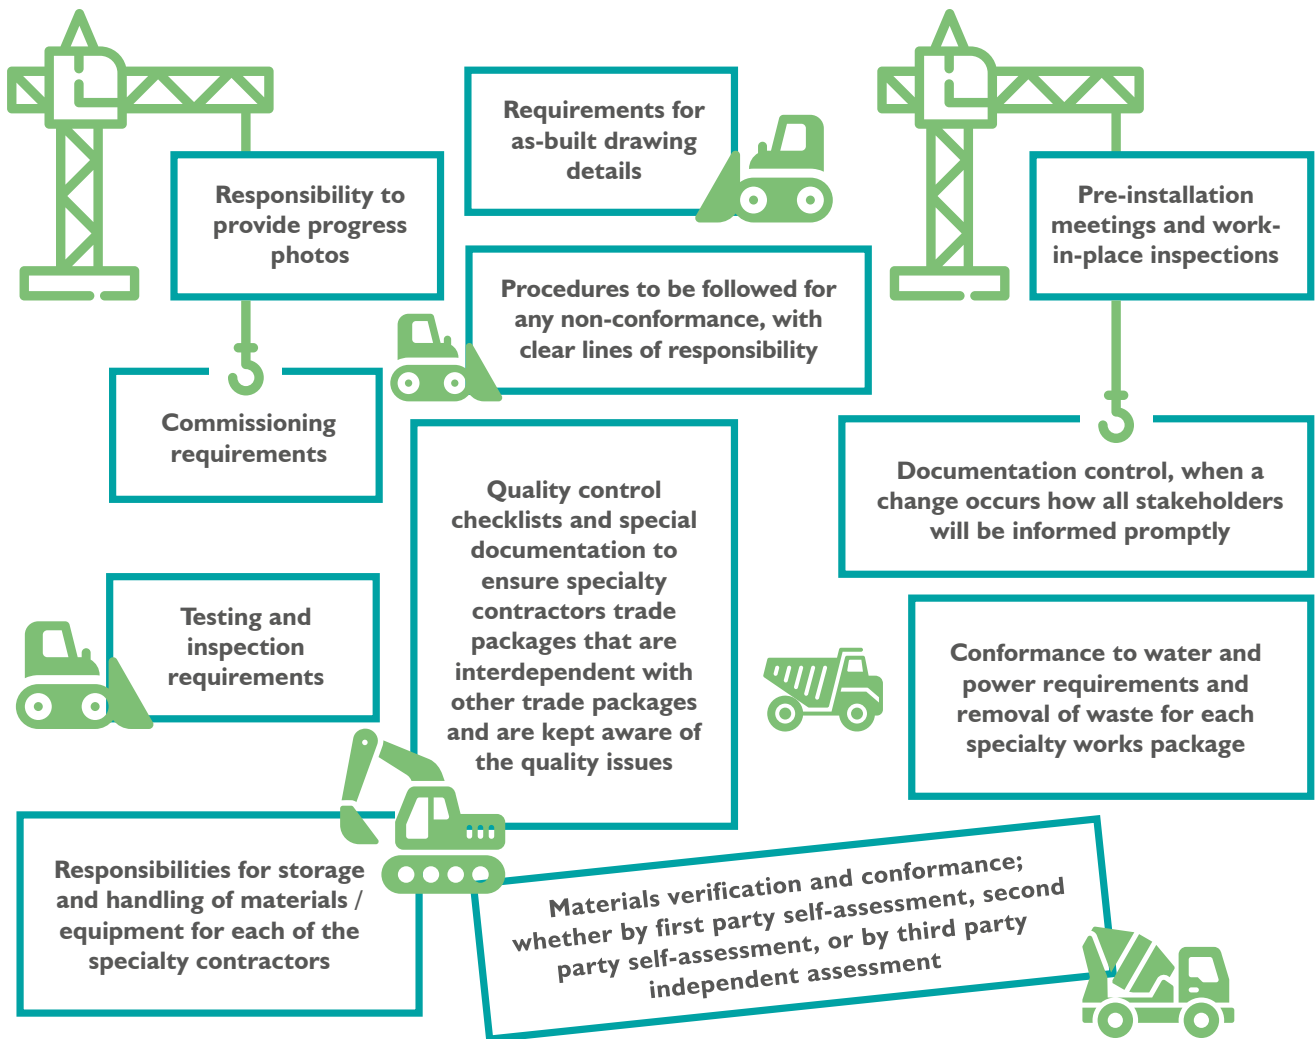 Requirements for
as-built drawing
details
Responsibility to
provide progress
photos
Pre-installation
meetings and work-
in-place inspections
Procedures to be followed for
any non-conformance, with
clear lines of responsibility
Commissioning
requirements
Documentation control, when a
change occurs how all stakeholders
will be informed promptly
Quality control
checklists and special
documentation to
ensure specialty
contractors trade
packages that are
interdependent with
other trade packages
and are kept aware of
the quality issues
Testing and
inspection
requirements
Conformance to water and
power requirements and
removal of waste for each
specialty works package
Responsibilities for storage
and handling of materials /
equipment for each of the
specialty contractors
Materials verification and conformance;
whether by first party self-assessment, second
party self-assessment, or by third party
independent assessment